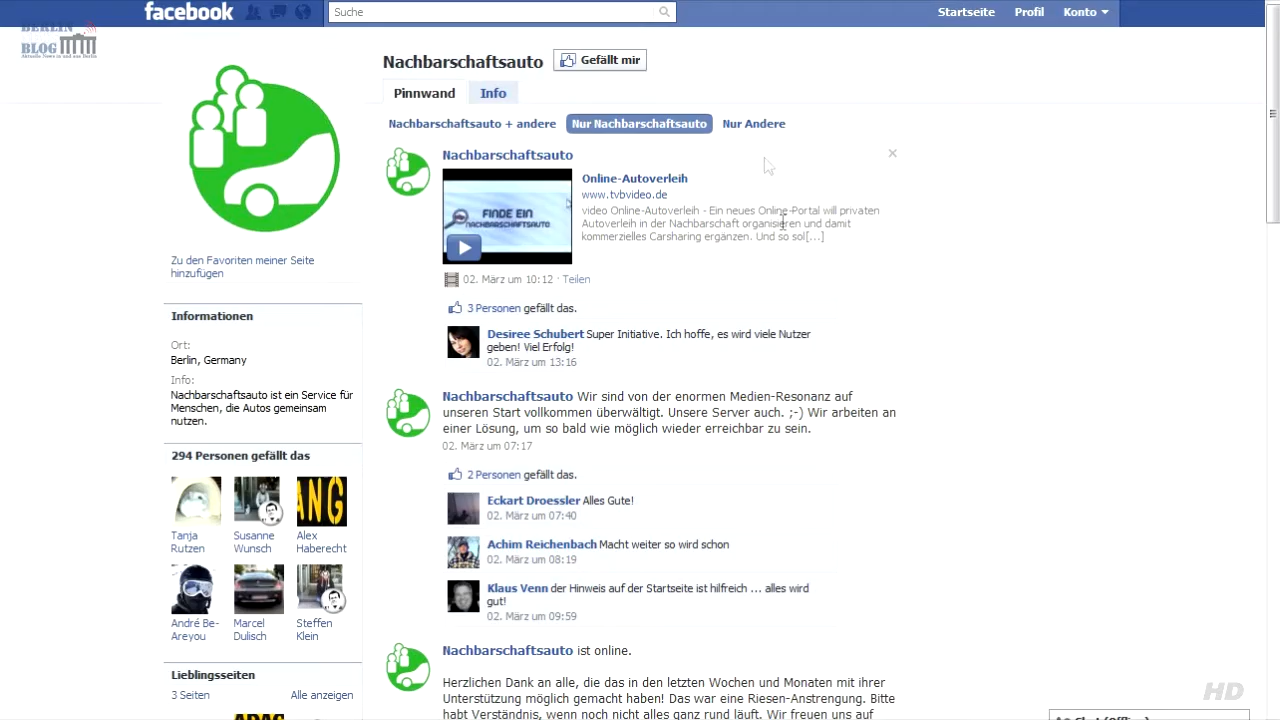 facebook
Suche
Startseite Profil Konto
BERLIN
BLOG
Aktuelle News in und aus Berlin
Nachbarschaftsauto Gefällt mir
Pinnwand Info
Nachbarschaftsauto + andere Nur Nachbarschaftsauto Nur Andere
Nachbarschaftsauto
FINDE EIN
NACHBARSCHAFTSAUTO
Online-Autoverleih
www.tvbvideo.de
video Online-Autoverleih - Ein neues Online-Portal will privaten
Autoverleih in der Nachbarschaft organisieren und damit
kommerzielles Carsharing ergänzen. Und so sol[...]
02. März um 10:12 · Teilen
3 Personen gefällt das.
Desiree Schubert Super Initiative. Ich hoffe, es wird viele Nutzer
geben! Viel Erfolg!
02. März um 13:16
Nachbarschaftsauto Wir sind von der enormen Medien-Resonanz auf
unseren Start vollkommen überwältigt. Unsere Server auch. ;-) Wir arbeiten an
einer Lösung, um so bald wie möglich wieder erreichbar zu sein.
02. März um 07:17
2 Personen gefällt das.
Eckart Droessler Alles Gute!
02. März um 07:40
Achim Reichenbach Macht weiter so wird schon
02. März um 08:19
Klaus Venn der Hinweis auf der Startseite ist hilfreich ... alles wird
gut!
02. März um 09:59
Nachbarschaftsauto ist online.
Herzlichen Dank an alle, die das in den letzten Wochen und Monaten mit ihrer
Unterstützung möglich gemacht haben! Das war eine Riesen-Anstrengung. Bitte
habt Verständnis, wenn noch nicht alles ganz rund läuft. Wir freuen uns auf
Zu den Favoriten meiner Seite
hinzufügen
Informationen
Ort:
Berlin, Germany
Info:
Nachbarschaftsauto ist ein Service für
Menschen, die Autos gemeinsam
nutzen.
294 Personen gefällt das
ANG
Tanja
Rutzen
Susanne
Wunsch
Alex
Haberecht
André Be-
Areyou
Marcel
Dulisch
Steffen
Klein
Lieblingsseiten
3 Seiten Alle anzeigen
ADAC
HD